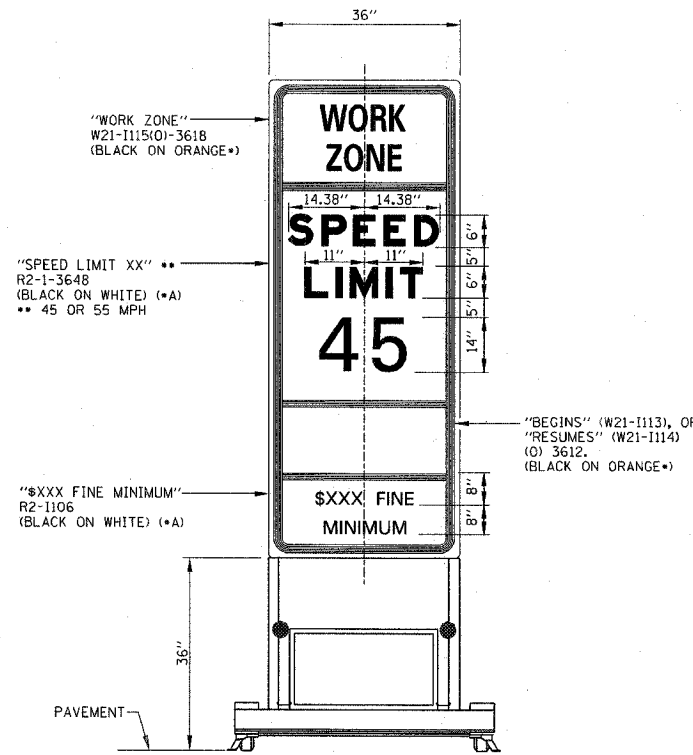 36"
"WORK ZONE"
W21-I115(O)-3618
(BLACK ON ORANGE*)
WORK
ZONE
14.38" 14.38"
SPEED
6"
11" 11"
5"
LIMIT
6"
5"
45
14"
"SPEED LIMIT XX" **
R2-1-3648
(BLACK ON WHITE) (*A)
** 45 OR 55 MPH
"BEGINS" (W21-I113), OR
"RESUMES" (W21-I114)
(O) 3612.
(BLACK ON ORANGE*)
"$XXX FINE MINIMUM"
R2-I106
(BLACK ON WHITE) (*A)
$XXX FINE
8"
MINIMUM
8"
36"
PAVEMENT